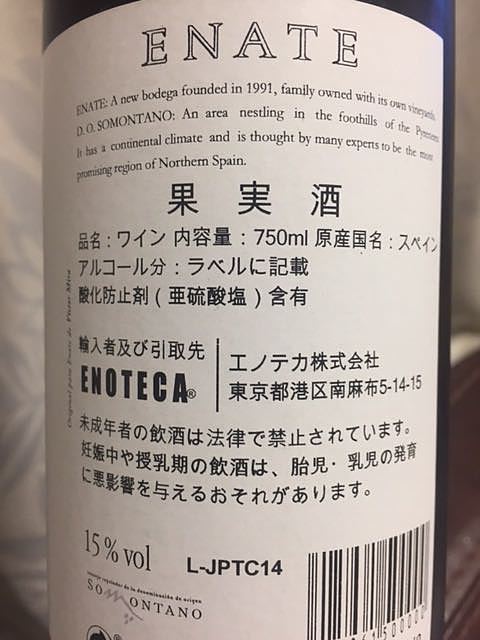 ENATE
ENATE: A new bodega founded in 1991, family owned with its own vineyards.
D. O. SOMONTANO: An area nestling in the foothills of the Pyrenees.
It has a continental climate and is thought by many experts to be the most
promising region of Northern Spain.
果実酒
品名：ワイン 内容量：750ml 原産国名：スペイン
アルコール分：ラベルに記載
酸化防止剤（亜硫酸塩）含有
輸入者及び引取先
ENOTECA®
エノテカ株式会社
東京都港区南麻布5-14-15
未成年者の飲酒は法律で禁止されています。
妊娠中や授乳期の飲酒は、胎児・乳児の発育
に悪影響を与えるおそれがあります。
15% vol
L-JPTC14
consejo regulador de la denominación de origen
SOMONTANO